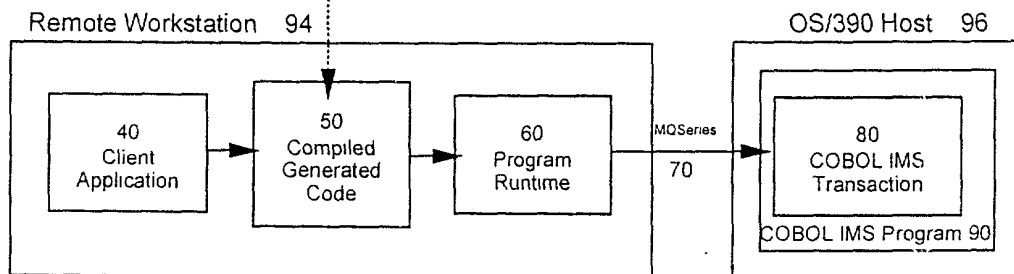 Remote Workstation 94
OS/390 Host 96
40
Client
Application
50
Compiled
Generated
Code
60
Program
Runtime
MQSeries
70
80
COBOL IMS
Transaction
COBOL IMS Program 90